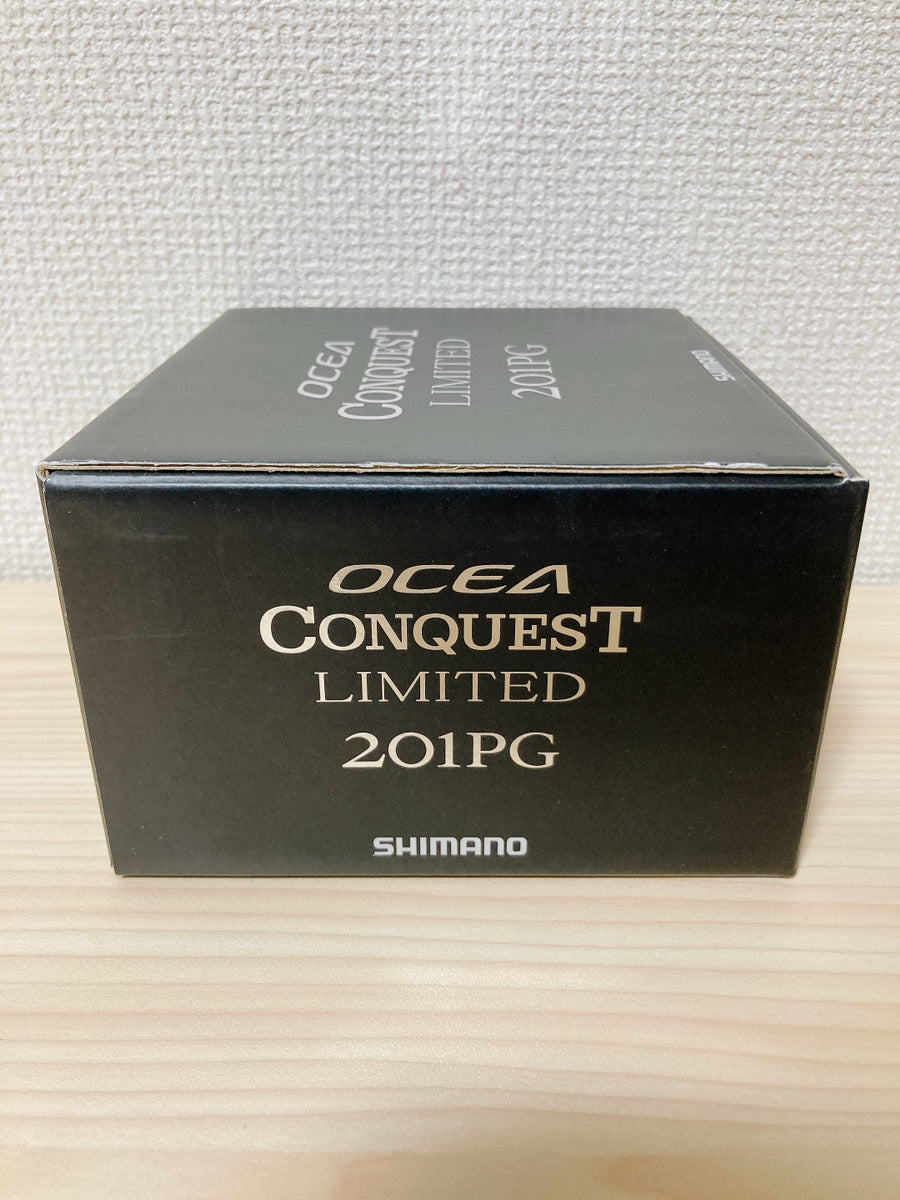 OCEA
CONQUEST
LIMITED
201PG
SHIMANO
OCEA
CONQUEST
LIMITED
201PG
SHIMANO